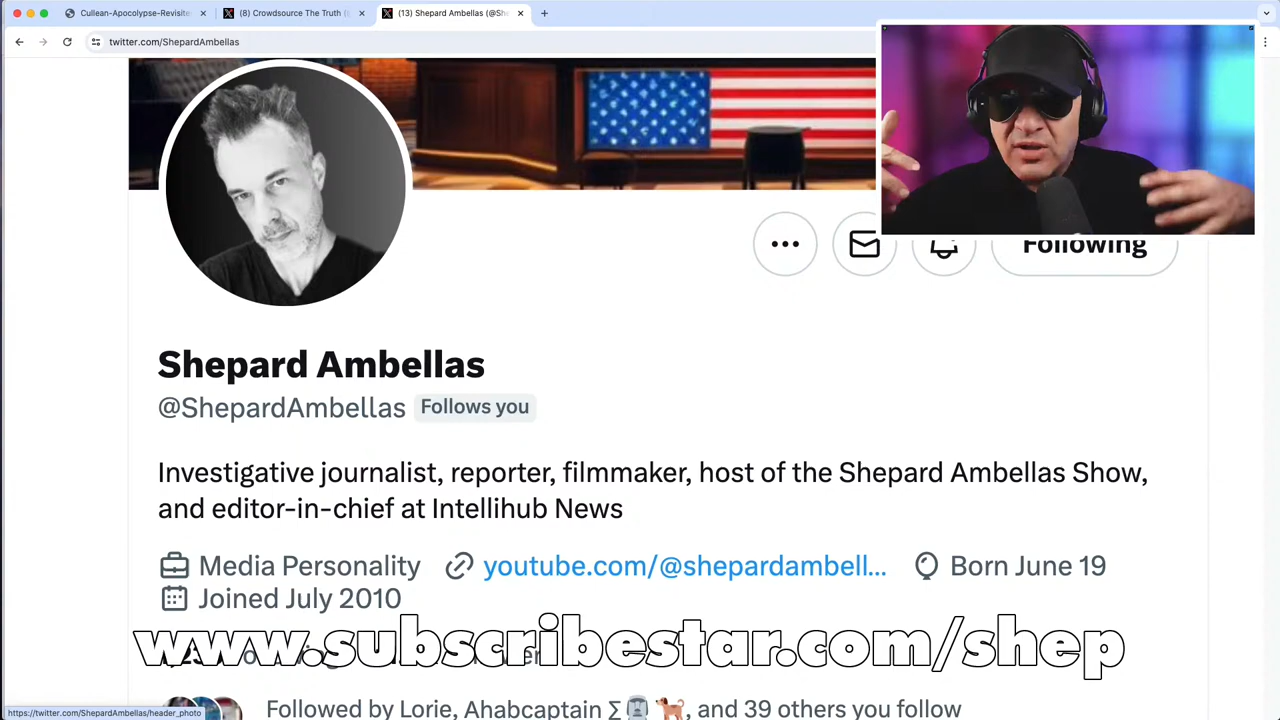 Cullean-Apocolypse-Revisite
(8) Crowdsource The Truth (
(13) Shepard Ambellas (@Sh
twitter.com/ShepardAmbellas
Following
Shepard Ambellas
@ShepardAmbellas Follows you
Investigative journalist, reporter, filmmaker, host of the Shepard Ambellas Show,
and editor-in-chief at Intellihub News
Media Personality youtube.com/@shepardambell... Born June 19
Joined July 2010
www.subscribestar.com/shep
Followed by Lorie, Ahabcaptain Σ🗿🐕, and 39 others you follow
https://twitter.com/ShepardAmbellas/header_photo